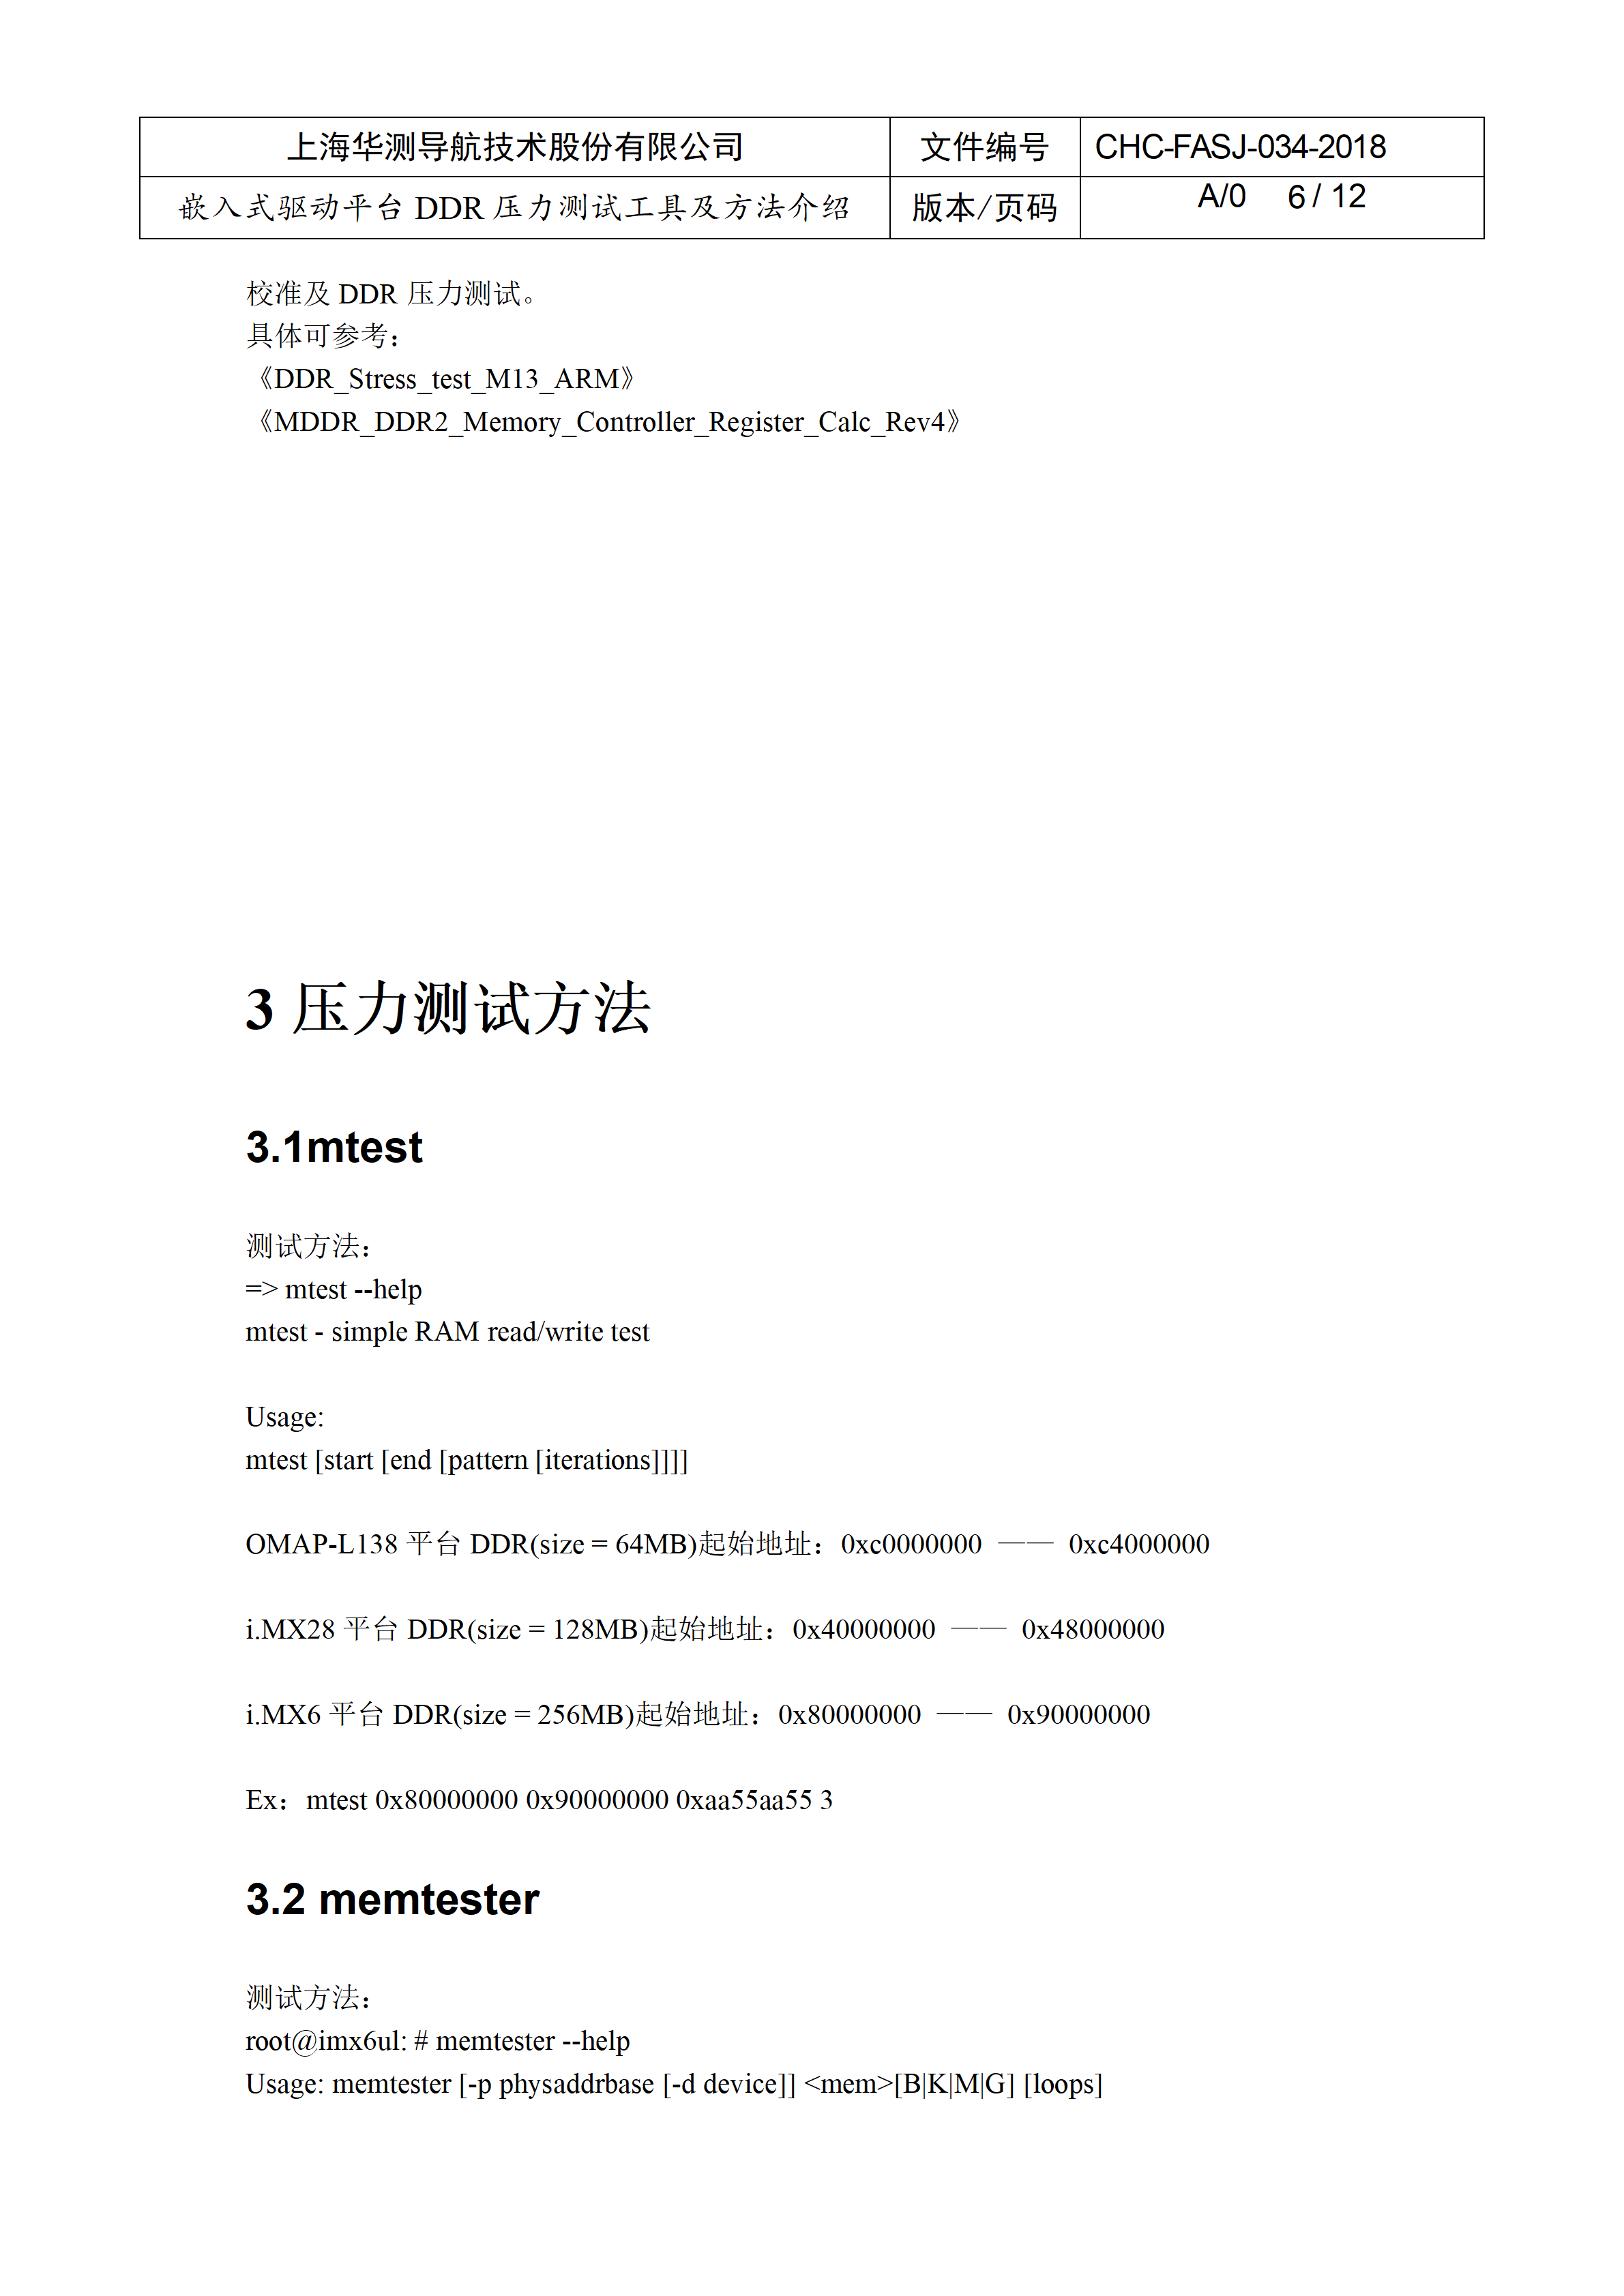 上海华测导航技术股份有限公司 文件编号 CHC-FASJ-034-2018
嵌入式驱动平台 DDR 压力测试工具及方法介绍 版本/页码 A/0 6 / 12
校准及 DDR 压力测试。
具体可参考：
《DDR_Stress_test_M13_ARM》
《MDDR_DDR2_Memory_Controller_Register_Calc_Rev4》
3 压力测试方法
3.1mtest
测试方法：
=> mtest --help
mtest - simple RAM read/write test
Usage:
mtest [start [end [pattern [iterations]]]]
OMAP-L138 平台 DDR(size = 64MB)起始地址：0xc0000000 —— 0xc4000000
i.MX28 平台 DDR(size = 128MB)起始地址：0x40000000 —— 0x48000000
i.MX6 平台 DDR(size = 256MB)起始地址：0x80000000 —— 0x90000000
Ex：mtest 0x80000000 0x90000000 0xaa55aa55 3
3.2 memtester
测试方法：
root@imx6ul: # memtester --help
Usage: memtester [-p physaddrbase [-d device]] <mem>[B|K|M|G] [loops]